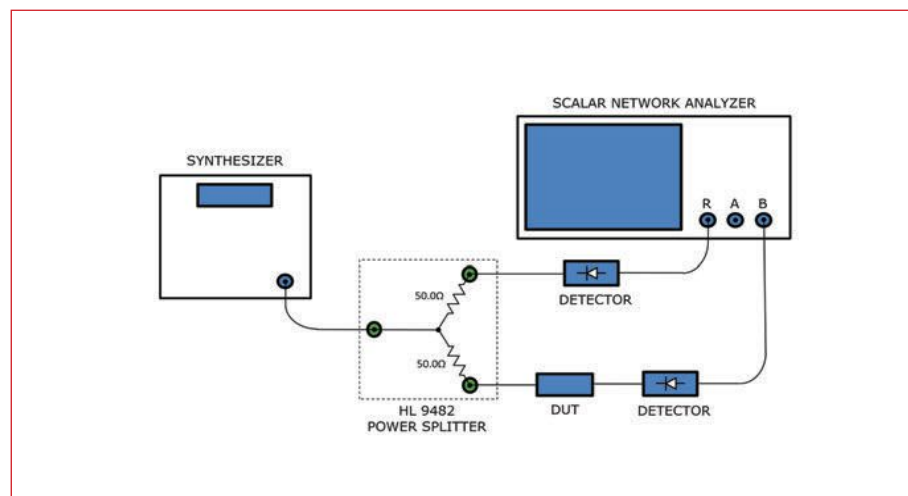 SCALAR NETWORK ANALYZER
SYNTHESIZER
R A B
50.0Ω
DETECTOR
50.0Ω
HL 9482
POWER SPLITTER
DUT
DETECTOR